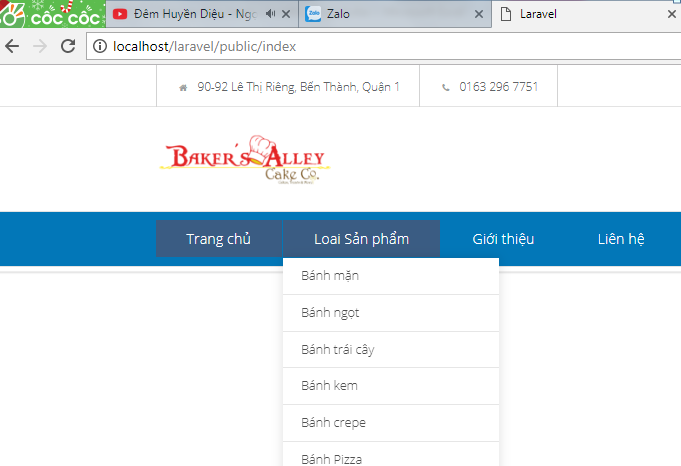 cốc cốc
Đêm Huyền Diệu - Ngọ
Zalo
Laravel
localhost/laravel/public/index
90-92 Lê Thị Riêng, Bến Thành, Quận 1
0163 296 7751
BAKER'S ALLEY
Cake Co.
Trang chủ
Loai Sản phẩm
Giới thiệu
Liên hệ
Bánh mặn
Bánh ngọt
Bánh trái cây
Bánh kem
Bánh crepe
Bánh Pizza